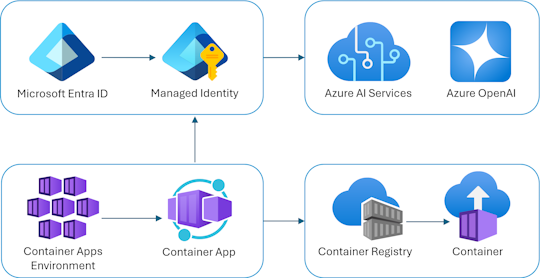 Microsoft Entra ID
Managed Identity
Azure AI Services
Azure OpenAI
Container Apps
Environment
Container App
Container Registry
Container